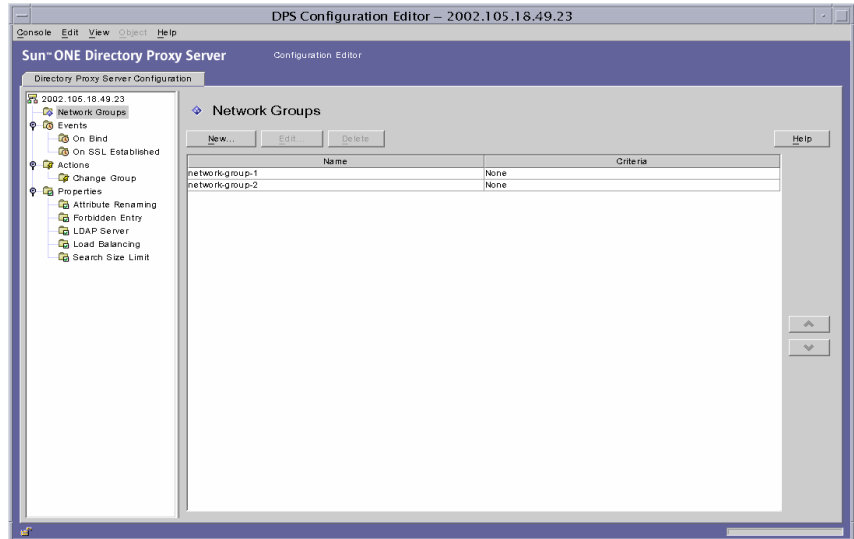 DPS Configuration Editor – 2002.105.18.49.23
Console Edit View Object Help
Sun™ ONE Directory Proxy Server Configuration Editor
Directory Proxy Server Configuration
2002.105.18.49.23
Network Groups
Events
On Bind
On SSL Established
Actions
Change Group
Properties
Attribute Renaming
Forbidden Entry
LDAP Server
Load Balancing
Search Size Limit
Network Groups
New... Edit... Delete Help
Name Criteria
network-group-1 None
network-group-2 None